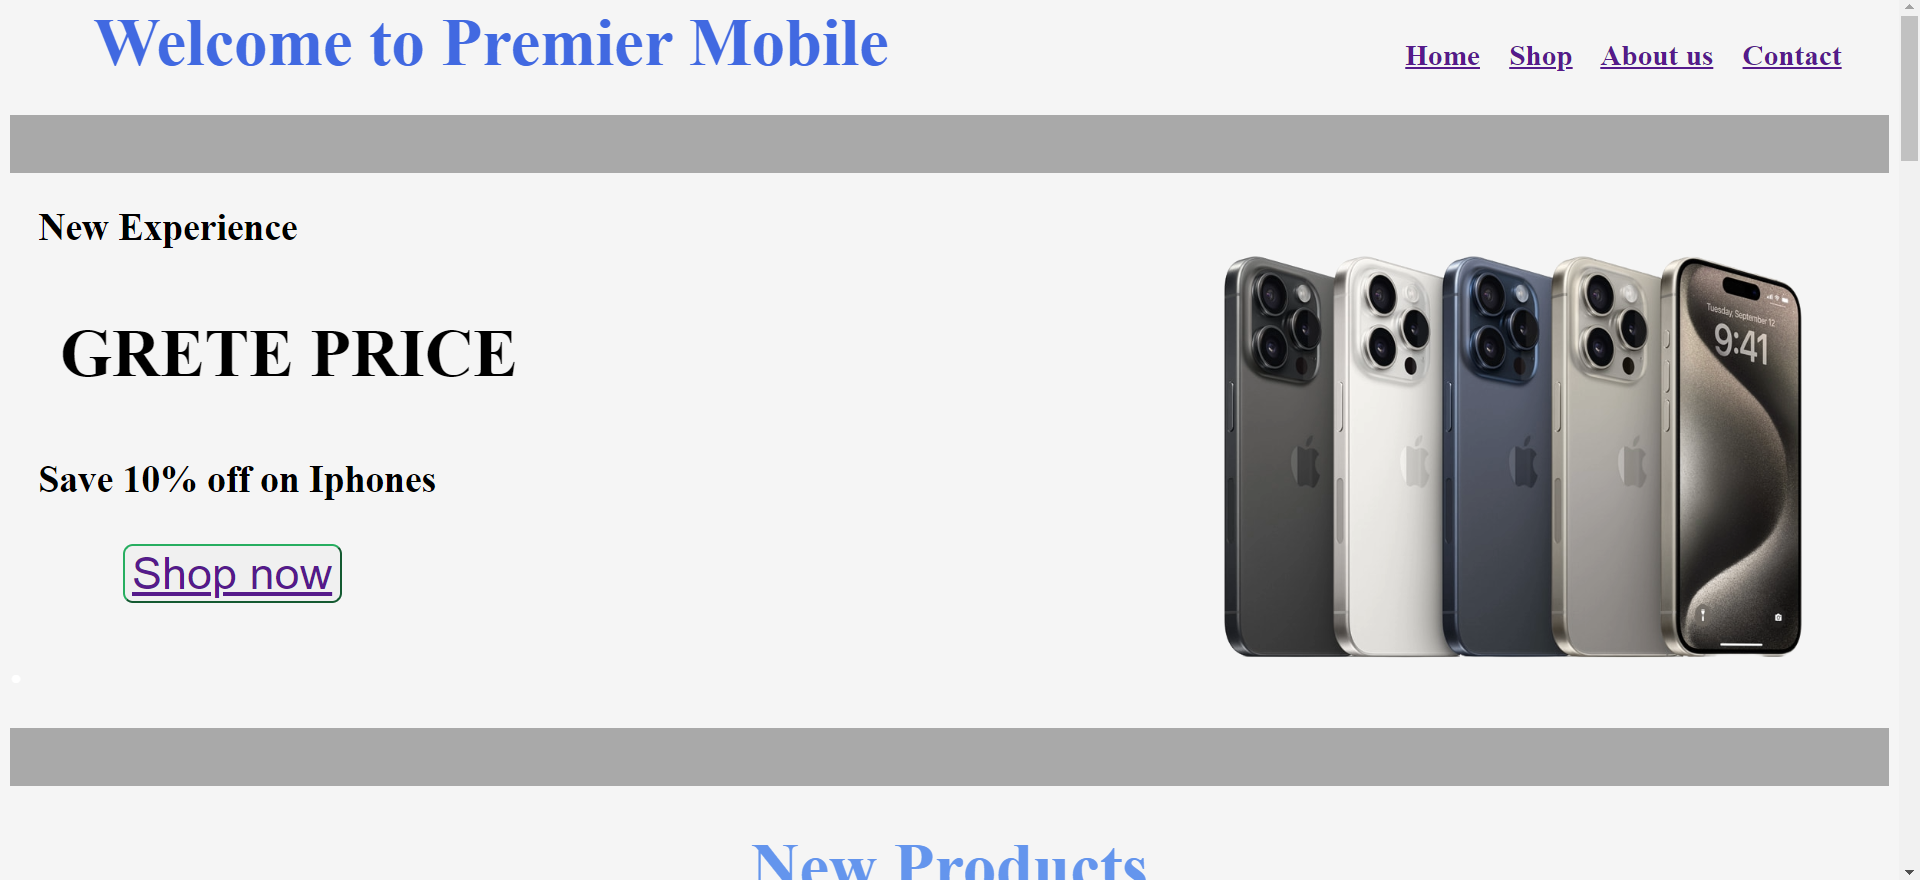 Welcome to Premier Mobile
Home Shop About us Contact
New Experience
GRETE PRICE
Save 10% off on Iphones
Shop now
Tuesday, September 12
9:41
New Products